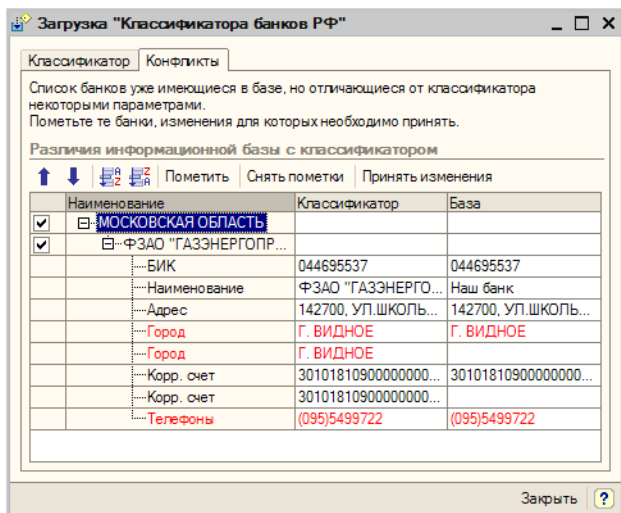 Загрузка "Классификатора банков РФ"
Классификатор Конфликты
Список банков уже имеющиеся в базе, но отличающиеся от классификатора
некоторыми параметрами.
Пометьте те банки, изменения для которых необходимо принять.
Различия информационной базы с классификатором
Пометить Снять пометки Принять изменения
Наименование Классификатор База
МОСКОВСКАЯ ОБЛАСТЬ
ФЗАО "ГАЗЭНЕРГОПР...
БИК 044695537 044695537
Наименование ФЗАО "ГАЗЭНЕРГО... Наш банк
Адрес 142700, УЛ.ШКОЛЬ... 142700, УЛ.ШКОЛЬ...
Город Г. ВИДНОЕ Г. ВИДНОЕ
Город Г. ВИДНОЕ
Корр. счет 30101810900000000... 30101810900000000...
Корр. счет 30101810900000000...
Телефоны (095)5499722 (095)5499722
Закрыть ?